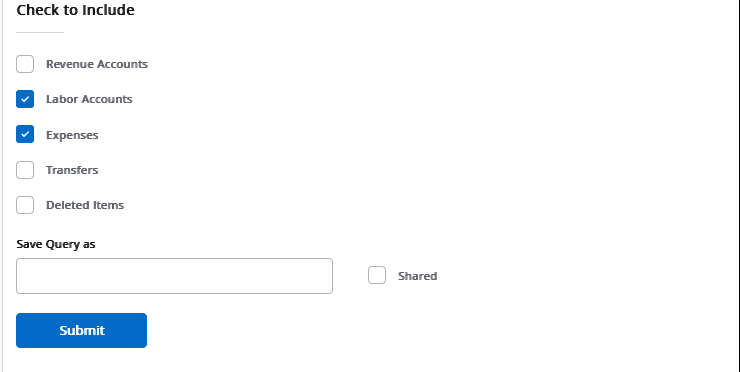 Check to Include
Revenue Accounts
Labor Accounts
Expenses
Transfers
Deleted Items
Save Query as
Shared
Submit